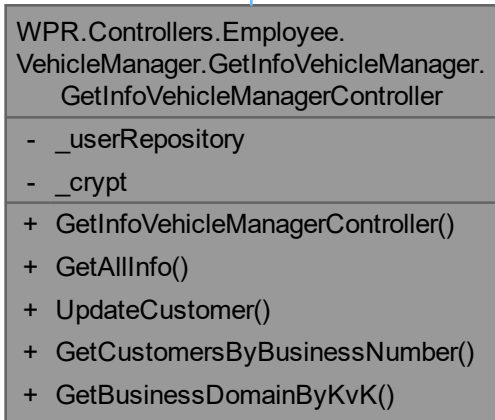 WPR.Controllers.Employee.
VehicleManager.GetInfoVehicleManager.
GetInfoVehicleManagerController
- _userRepository
- _crypt
+ GetInfoVehicleManagerController()
+ GetAllInfo()
+ UpdateCustomer()
+ GetCustomersByBusinessNumber()
+ GetBusinessDomainByKvK()